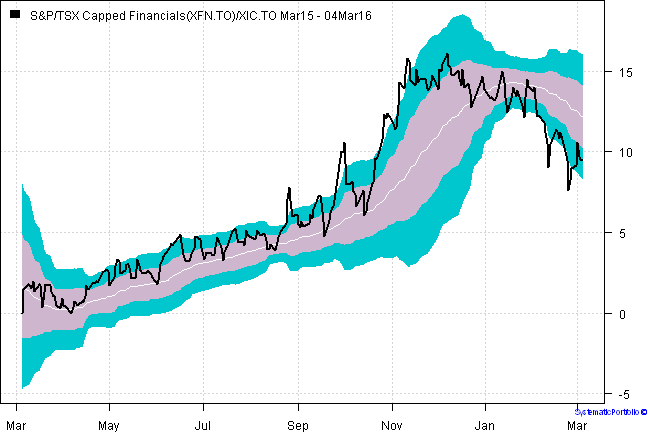 S&P/TSX Capped Financials(XFN.TO)/XIC.TO Mar15 - 04Mar16
15
10
5
0
-5
Mar May Jul Sep Nov Jan Mar
SystematicPortfolio ©